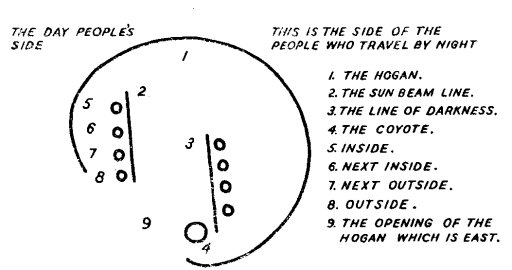 THE DAY PEOPLE'S
SIDE
THIS IS THE SIDE OF THE
PEOPLE WHO TRAVEL BY NIGHT
1
2
5
6
7
8
3
9
4
1. THE HOGAN.
2. THE SUN BEAM LINE.
3. THE LINE OF DARKNESS.
4. THE COYOTE.
5. INSIDE.
6. NEXT INSIDE.
7. NEXT OUTSIDE.
8. OUTSIDE.
9. THE OPENING OF THE
HOGAN WHICH IS EAST.